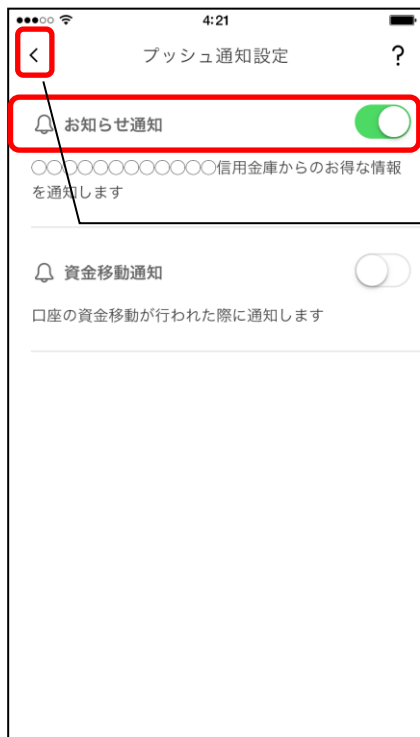 4:21
プッシュ通知設定 ?
お知らせ通知
○○○○○○○○○○○○信用金庫からのお得な情報
を通知します
資金移動通知
口座の資金移動が行われた際に通知します